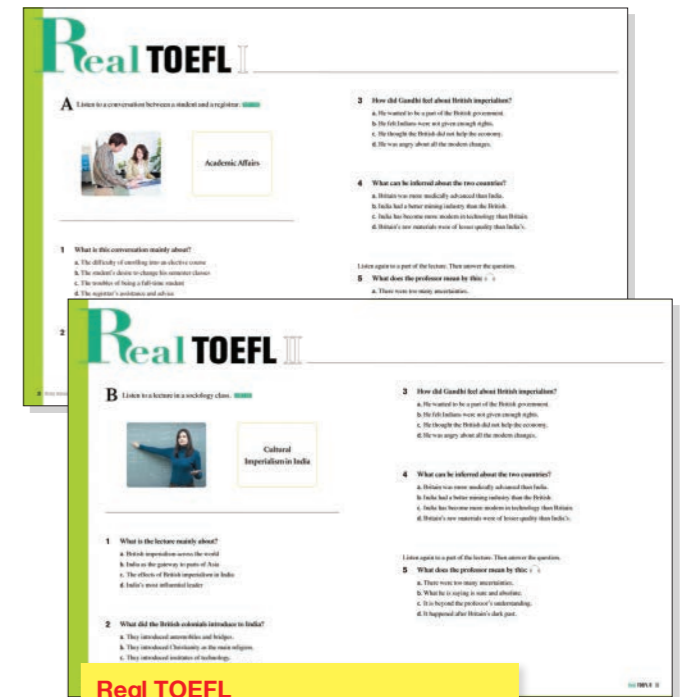 Real TOEFL I
A Listen to a conversation between a student and a registrar.
Academic Affairs
1 What is this conversation mainly about?
a. The difficulty of enrolling into an elective course
b. The student's desire to change his semester classes
c. The troubles of being a full-time student
d. The registrar's assistance and advice
2
3 How did Gandhi feel about British imperialism?
a. He wanted to be a part of the British government.
b. He felt Indians were not given enough rights.
c. He thought the British did not help the economy.
d. He was angry about all the modern changes.
4 What can be inferred about the two countries?
a. Britain was more medically advanced than India.
b. India had a better mining industry than the British.
c. India has become more modern in technology than Britain.
d. Britain's raw materials were of lesser quality than India's.
Listen again to a part of the lecture. Then answer the question.
5 What does the professor mean by this:
a. There were too many uncertainties.
Real TOEFL II
B Listen to a lecture in a sociology class.
Cultural
Imperialism in India
1 What is the lecture mainly about?
a. British imperialism across the world
b. India as the gateway to parts of Asia
c. The effects of British imperialism in India
d. India's most influential leader
2 What did the British colonials introduce to India?
a. They introduced automobiles and bridges.
b. They introduced Christianity as the main religion.
c. They introduced institutes of technology.
3 How did Gandhi feel about British imperialism?
a. He wanted to be a part of the British government.
b. He felt Indians were not given enough rights.
c. He thought the British did not help the economy.
d. He was angry about all the modern changes.
4 What can be inferred about the two countries?
a. Britain was more medically advanced than India.
b. India had a better mining industry than the British.
c. India has become more modern in technology than Britain.
d. Britain's raw materials were of lesser quality than India's.
Listen again to a part of the lecture. Then answer the question.
5 What does the professor mean by this:
a. There were too many uncertainties.
b. What he is saying is sure and absolute.
c. It is beyond the professor's understanding.
d. It happened after Britain's dark past.
Real TOEFL